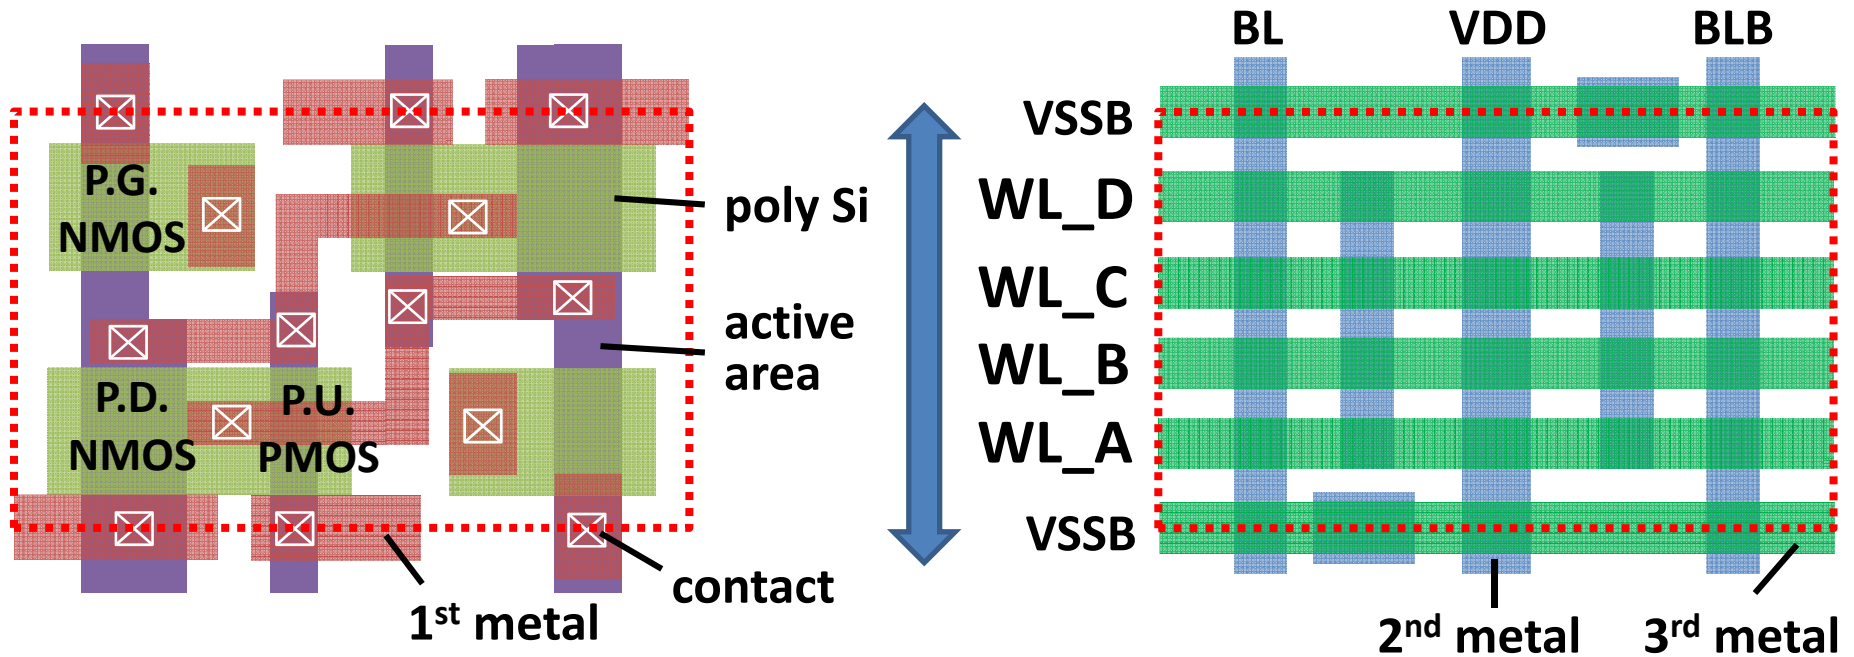 P.G.
NMOS
P.D.
NMOS
P.U.
PMOS
poly Si
active
area
contact
1st metal
BL
VDD
BLB
VSSB
WL_D
WL_C
WL_B
WL_A
VSSB
2nd metal
3rd metal